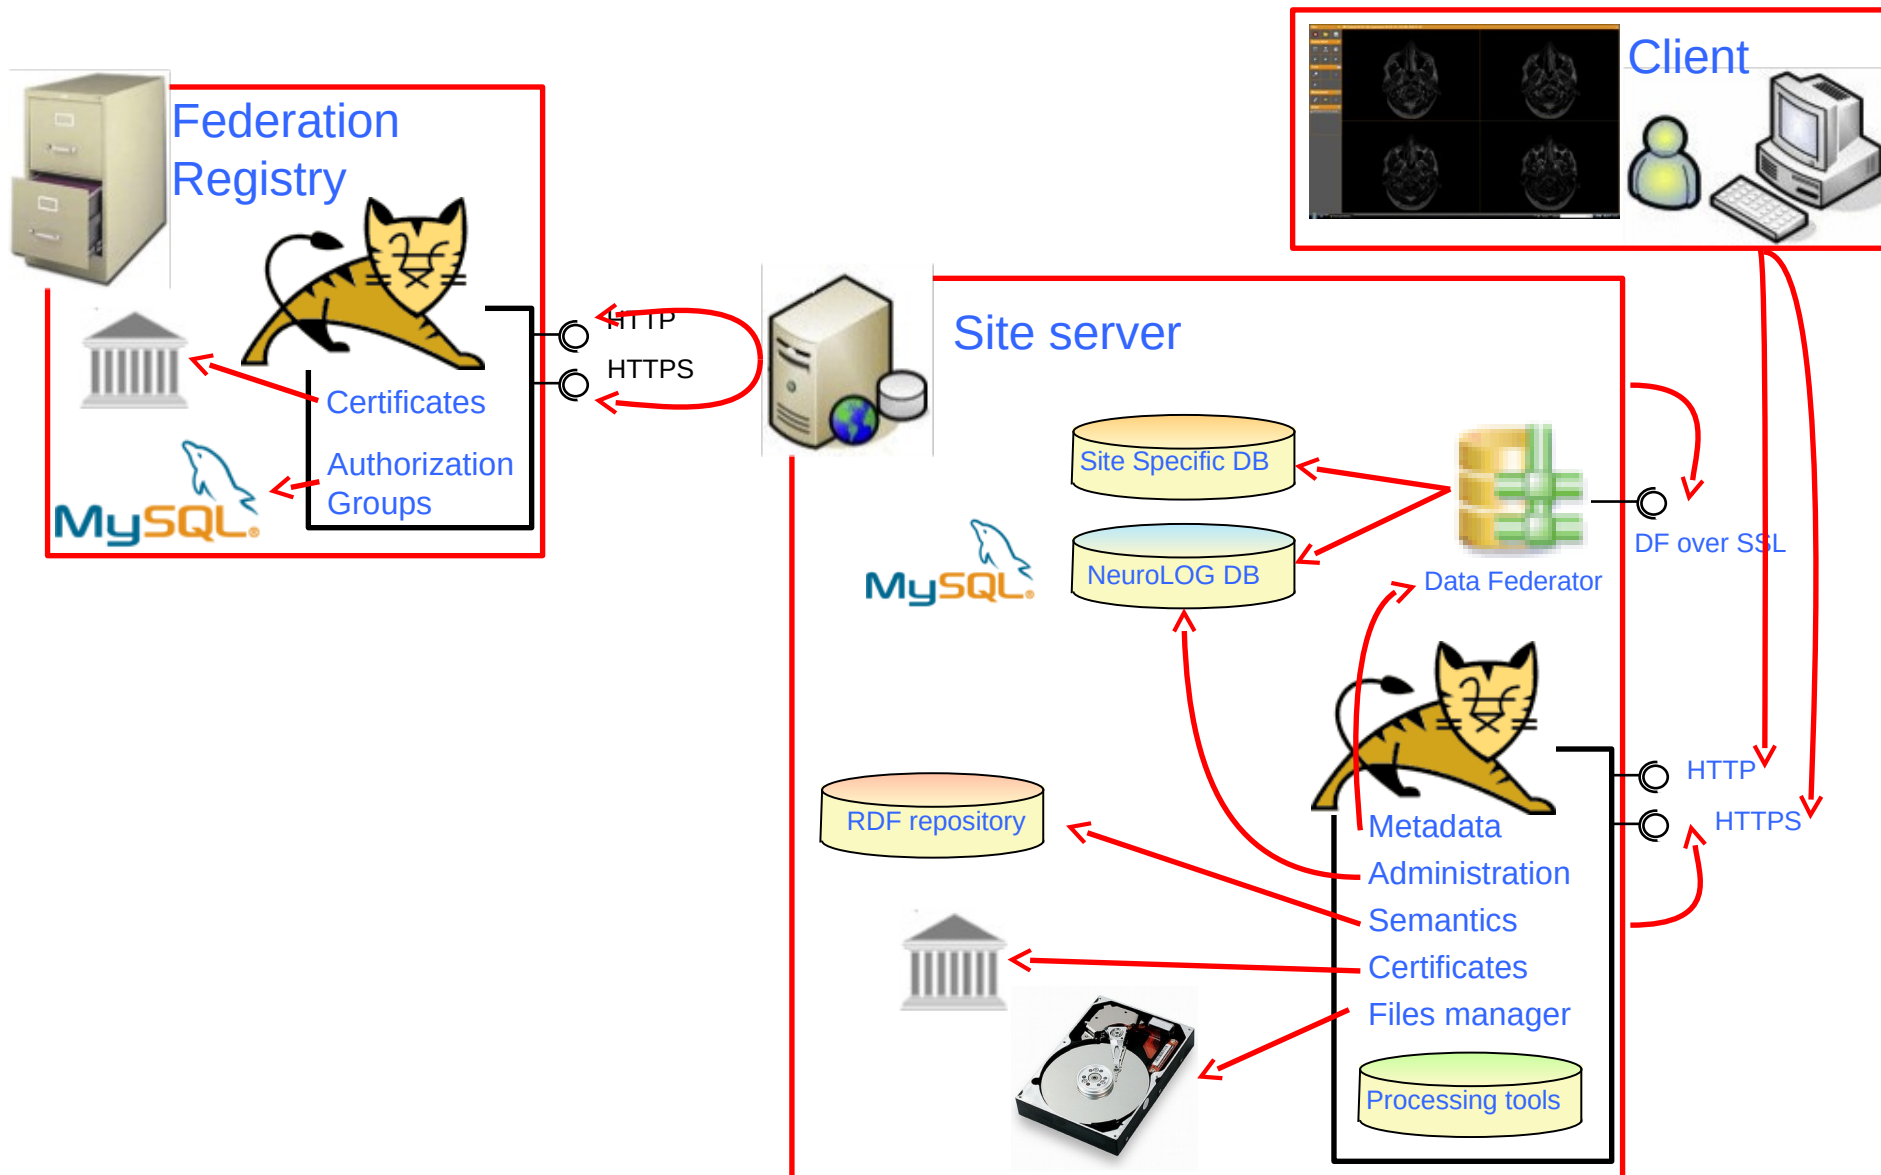 Client
Federation
Registry
HTTP
HTTPS
Site server
Certificates
Authorization
Groups
MySQL®
Site Specific DB
DF over SSL
NeuroLOG DB
Data Federator
MySQL®
HTTP
HTTPS
RDF repository
Metadata
Administration
Semantics
Certificates
Files manager
Processing tools